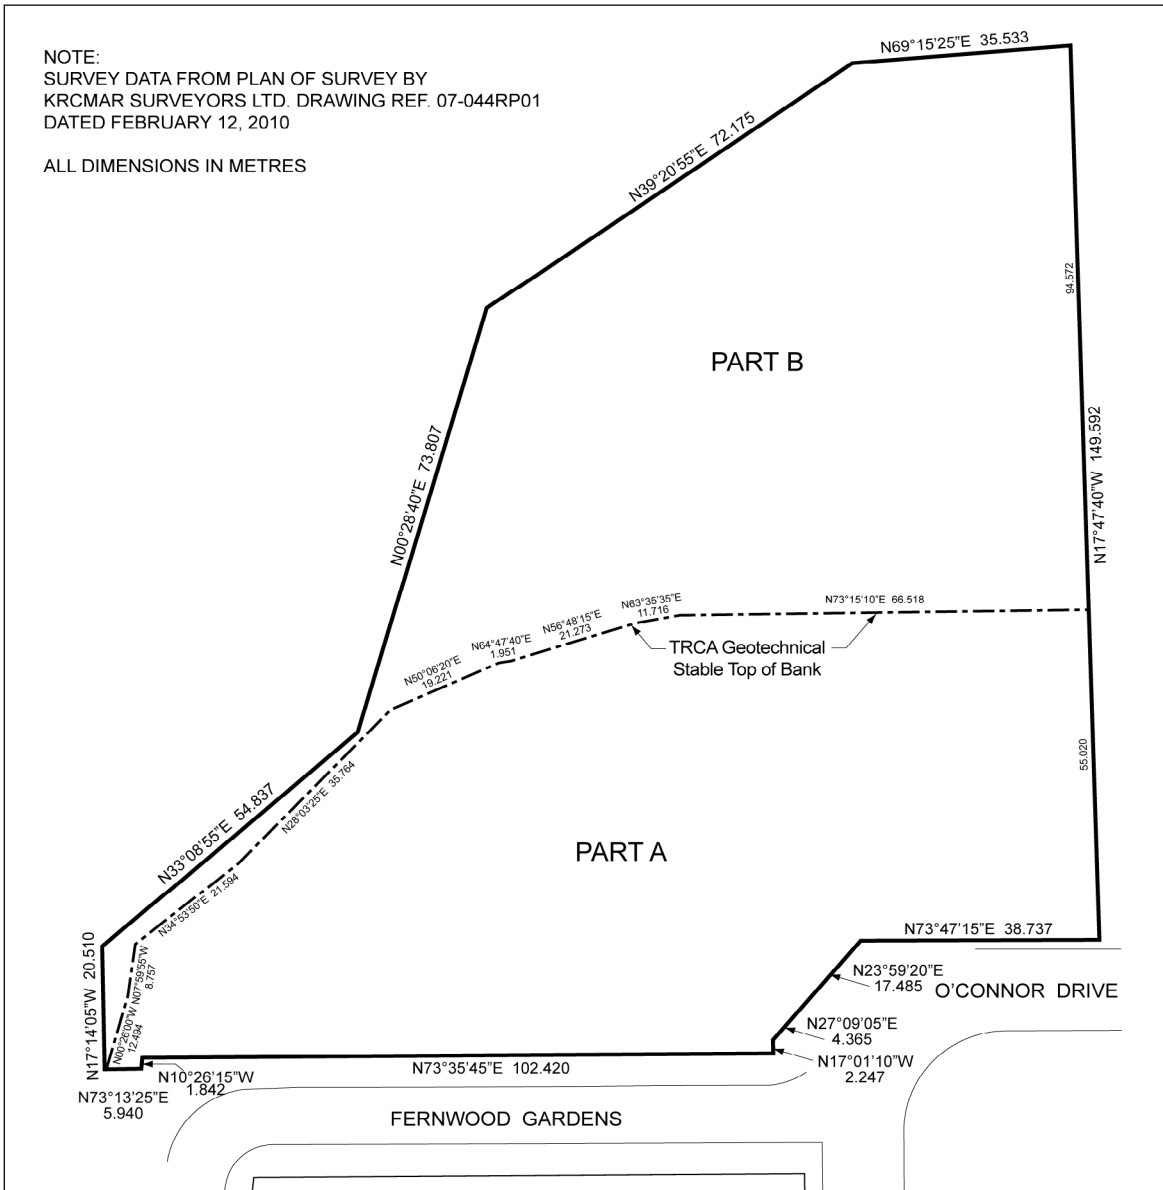 NOTE:
SURVEY DATA FROM PLAN OF SURVEY BY
KRCMAR SURVEYORS LTD. DRAWING REF. 07-044RP01
DATED FEBRUARY 12, 2010
ALL DIMENSIONS IN METRES
N69°15'25"E 35.533
N39°20'55"E 72.175
94.572
PART B
N17°47'40"W 149.592
N00°28'40"E 73.807
N73°15'10"E 66.518
N63°35'35"E
11.716
N56°48'15"E
21.273
N64°47'40"E
1.951
N50°06'20"E
19.221
TRCA Geotechnical
Stable Top of Bank
55.020
N28°03'25"E 35.764
N33°08'55"E 54.837
PART A
N34°53'50"E 21.594
N73°47'15"E 38.737
N17°14'05"W 20.510
N07°59'55"W
8.757
N00°26'00"W
12.494
N23°59'20"E
17.485
O'CONNOR DRIVE
N27°09'05"E
4.365
N17°01'10"W
2.247
N73°35'45"E 102.420
N10°26'15"W
1.842
N73°13'25"E
5.940
FERNWOOD GARDENS